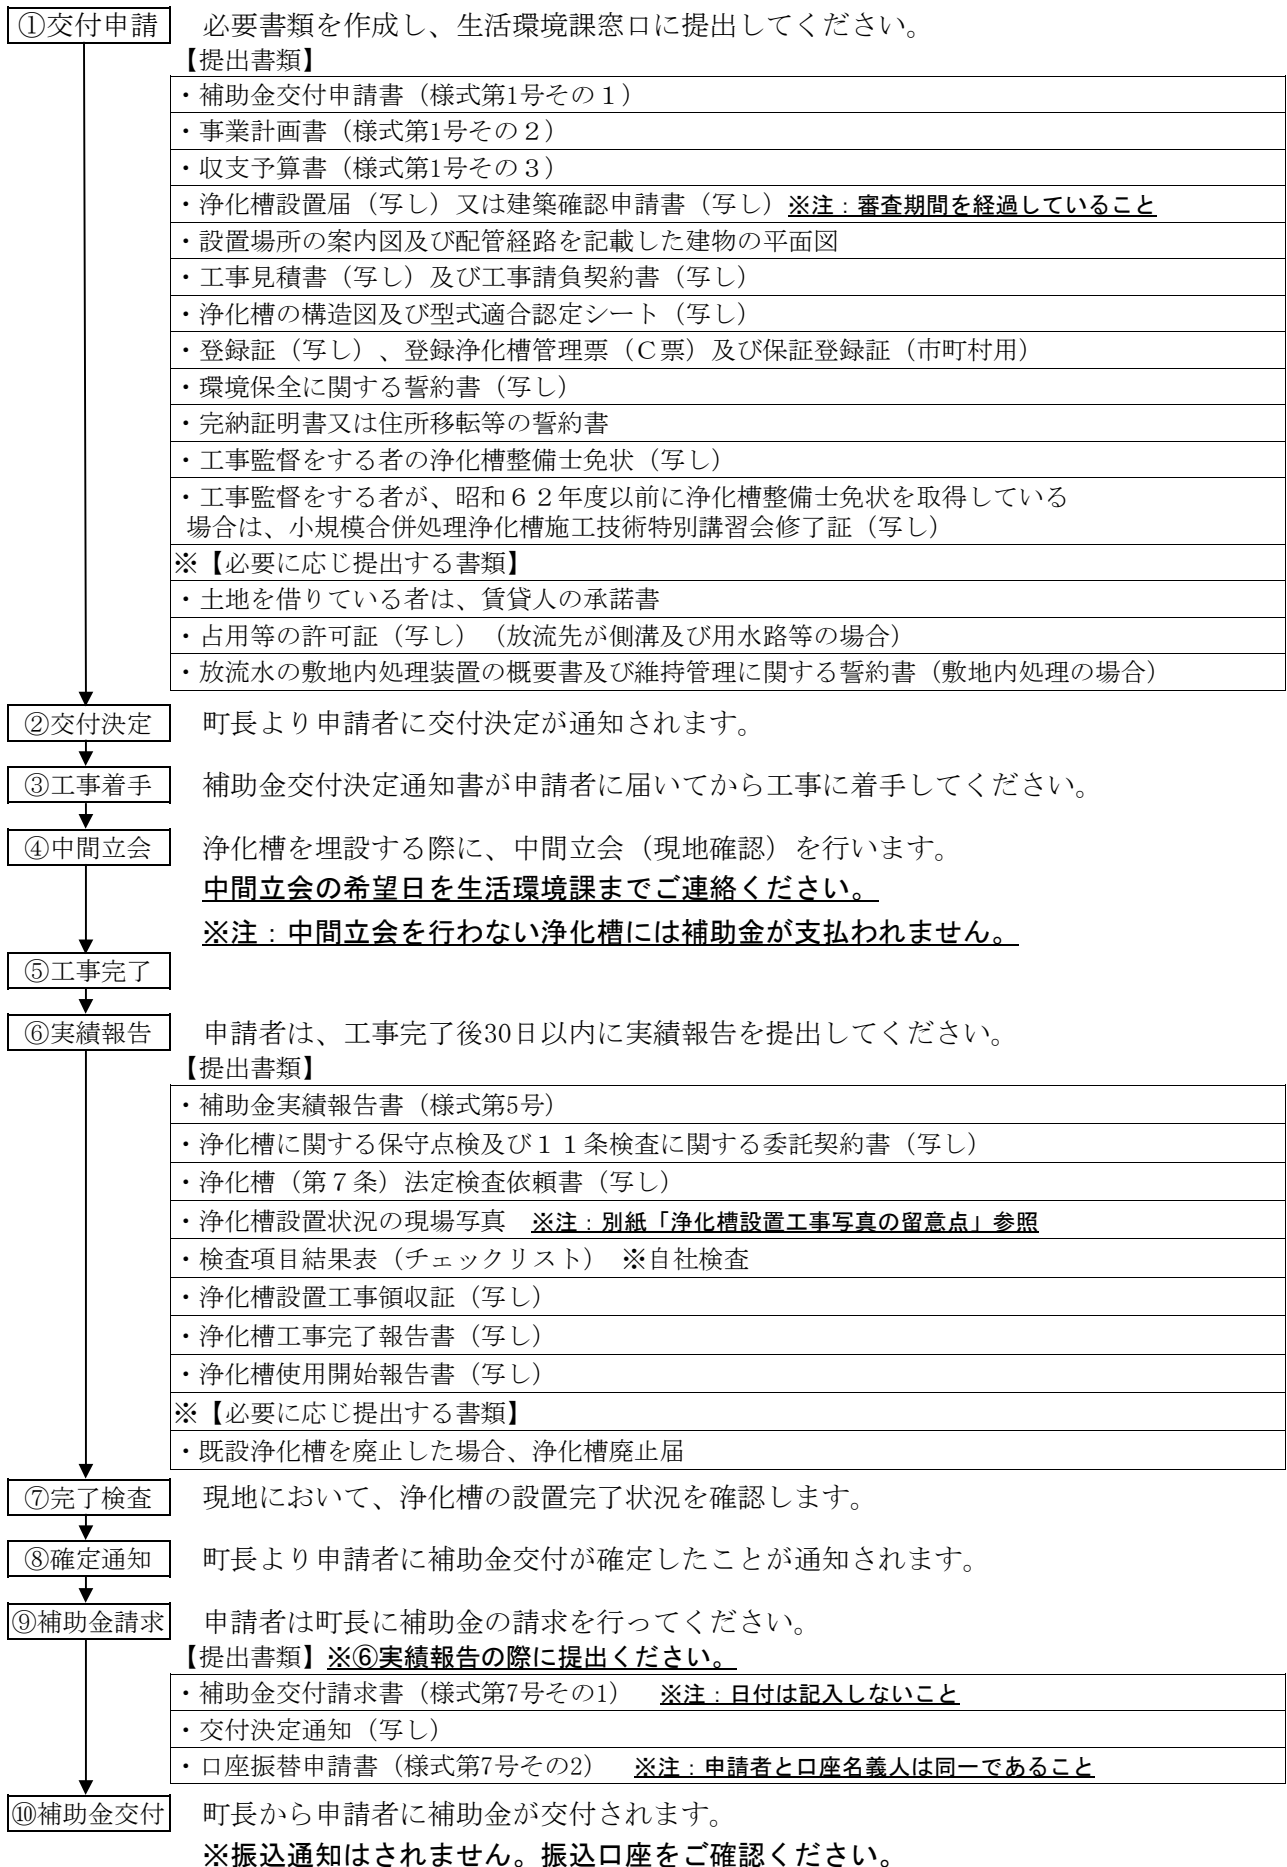 ①交付申請　必要書類を作成し、生活環境課窓口に提出してください。
【提出書類】
・補助金交付申請書（様式第1号その１）
・事業計画書（様式第1号その２）
・収支予算書（様式第1号その３）
・浄化槽設置届（写し）又は建築確認申請書（写し）※注：審査期間を経過していること
・設置場所の案内図及び配管経路を記載した建物の平面図
・工事見積書（写し）及び工事請負契約書（写し）
・浄化槽の構造図及び型式適合認定シート（写し）
・登録証（写し）、登録浄化槽管理票（Ｃ票）及び保証登録証（市町村用）
・環境保全に関する誓約書（写し）
・完納証明書又は住所移転等の誓約書
・工事監督をする者の浄化槽整備士免状（写し）
・工事監督をする者が、昭和６２年度以前に浄化槽整備士免状を取得している
場合は、小規模合併処理浄化槽施工技術特別講習会修了証（写し）
※【必要に応じ提出する書類】
・土地を借りている者は、賃貸人の承諾書
・占用等の許可証（写し）（放流先が側溝及び用水路等の場合）
・放流水の敷地内処理装置の概要書及び維持管理に関する誓約書（敷地内処理の場合）
②交付決定　町長より申請者に交付決定が通知されます。
③工事着手　補助金交付決定通知書が申請者に届いてから工事に着手してください。
④中間立会　浄化槽を埋設する際に、中間立会（現地確認）を行います。
中間立会の希望日を生活環境課までご連絡ください。
※注：中間立会を行わない浄化槽には補助金が支払われません。
⑤工事完了
⑥実績報告　申請者は、工事完了後30日以内に実績報告を提出してください。
【提出書類】
・補助金実績報告書（様式第5号）
・浄化槽に関する保守点検及び１１条検査に関する委託契約書（写し）
・浄化槽（第７条）法定検査依頼書（写し）
・浄化槽設置状況の現場写真　※注：別紙「浄化槽設置工事写真の留意点」参照
・検査項目結果表（チェックリスト）　※自社検査
・浄化槽設置工事領収証（写し）
・浄化槽工事完了報告書（写し）
・浄化槽使用開始報告書（写し）
※【必要に応じ提出する書類】
・既設浄化槽を廃止した場合、浄化槽廃止届
⑦完了検査　現地において、浄化槽の設置完了状況を確認します。
⑧確定通知　町長より申請者に補助金交付が確定したことが通知されます。
⑨補助金請求　申請者は町長に補助金の請求を行ってください。
【提出書類】※⑥実績報告の際に提出ください。
・補助金交付請求書（様式第7号その1）　※注：日付は記入しないこと
・交付決定通知（写し）
・口座振替申請書（様式第7号その2）　※注：申請者と口座名義人は同一であること
⑩補助金交付　町長から申請者に補助金が交付されます。
※振込通知はされません。振込口座をご確認ください。